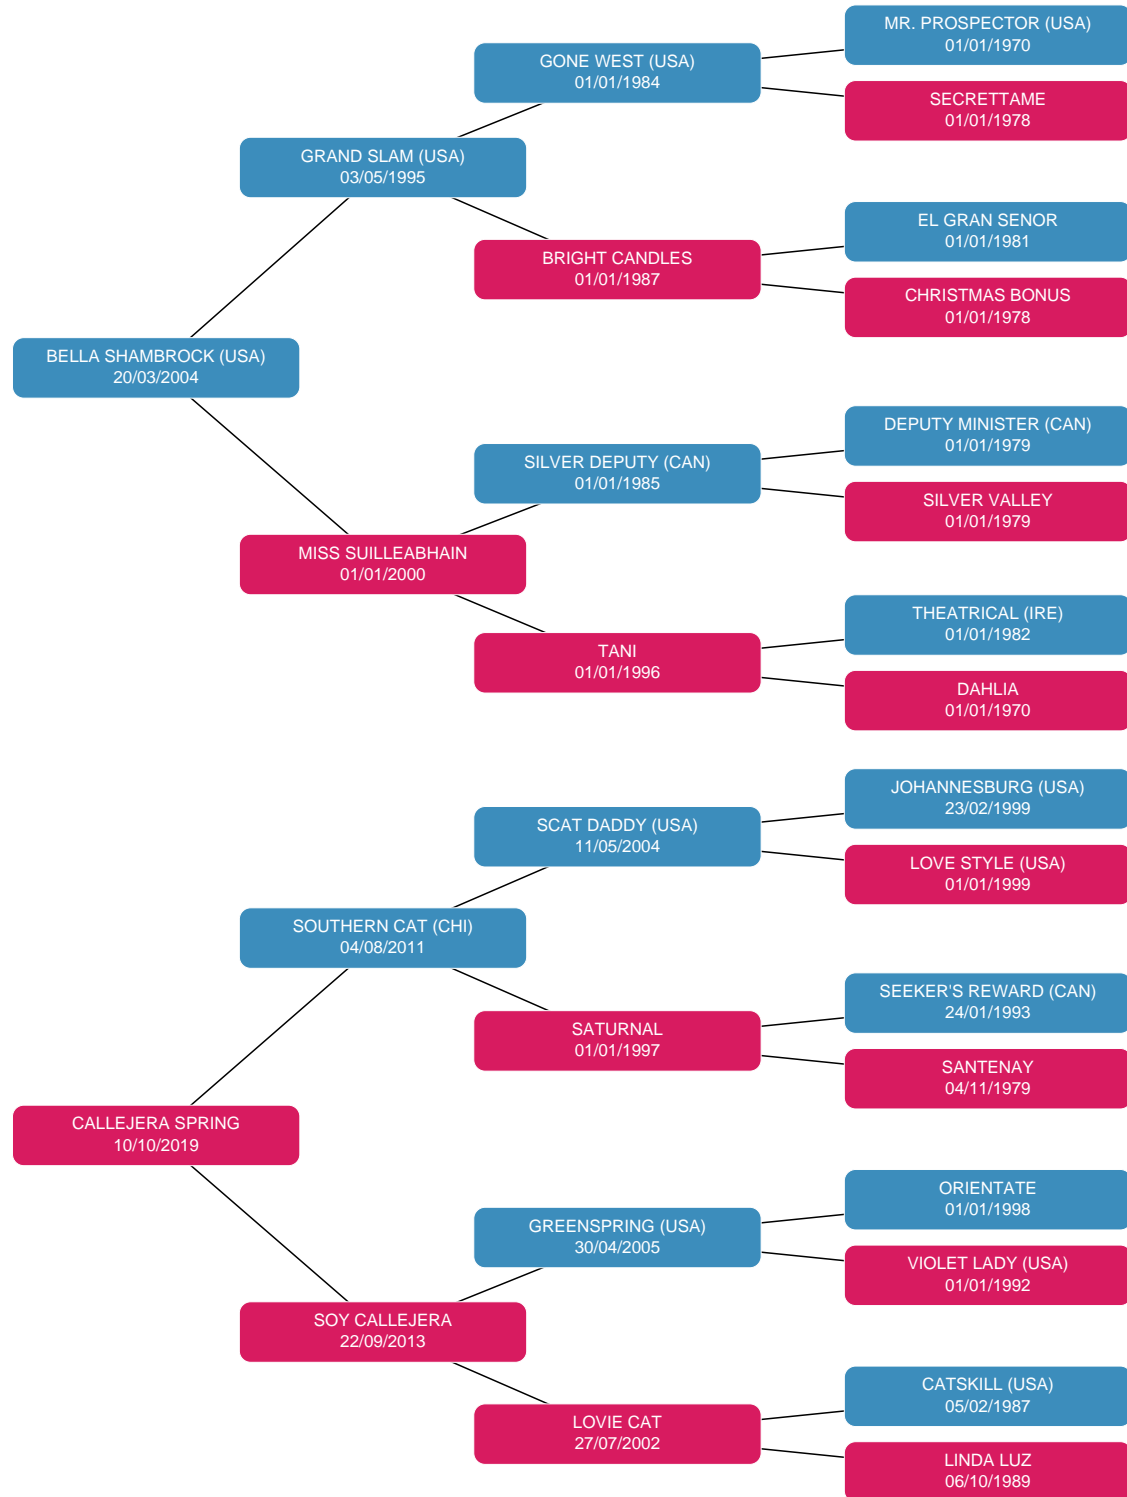 MR. PROSPECTOR (USA)
01/01/1970
GONE WEST (USA)
01/01/1984
SECRETTAME
01/01/1978
GRAND SLAM (USA)
03/05/1995
EL GRAN SENOR
01/01/1981
BRIGHT CANDLES
01/01/1987
CHRISTMAS BONUS
01/01/1978
BELLA SHAMBROCK (USA)
20/03/2004
DEPUTY MINISTER (CAN)
01/01/1979
SILVER DEPUTY (CAN)
01/01/1985
SILVER VALLEY
01/01/1979
MISS SUILLEABHAIN
01/01/2000
THEATRICAL (IRE)
01/01/1982
TANI
01/01/1996
DAHLIA
01/01/1970
JOHANNESBURG (USA)
23/02/1999
SCAT DADDY (USA)
11/05/2004
LOVE STYLE (USA)
01/01/1999
SOUTHERN CAT (CHI)
04/08/2011
SEEKER'S REWARD (CAN)
24/01/1993
SATURNAL
01/01/1997
SANTENAY
04/11/1979
CALLEJERA SPRING
10/10/2019
ORIENTATE
01/01/1998
GREENSPRING (USA)
30/04/2005
VIOLET LADY (USA)
01/01/1992
SOY CALLEJERA
22/09/2013
CATSKILL (USA)
05/02/1987
LOVIE CAT
27/07/2002
LINDA LUZ
06/10/1989